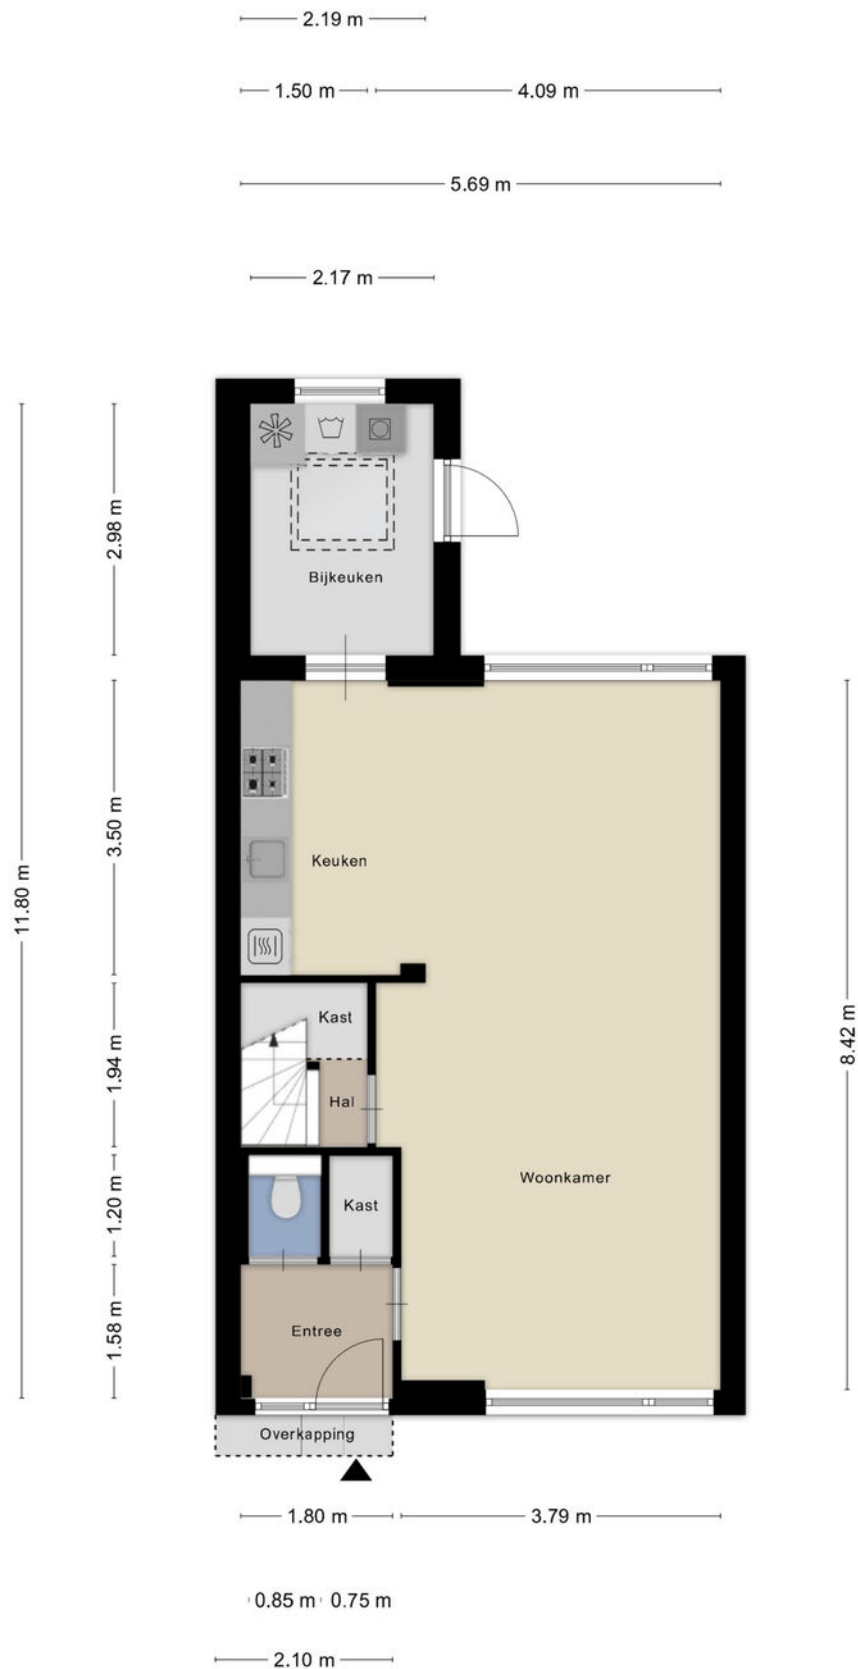 2.19 m
1.50 m
4.09 m
5.69 m
2.17 m
2.98 m
Bijkeuken
11.80 m
3.50 m
Keuken
8.42 m
Kast
1.94 m
Hal
Woonkamer
1.20 m
Kast
1.58 m
Entree
Overkapping
1.80 m
3.79 m
0.85 m
0.75 m
2.10 m